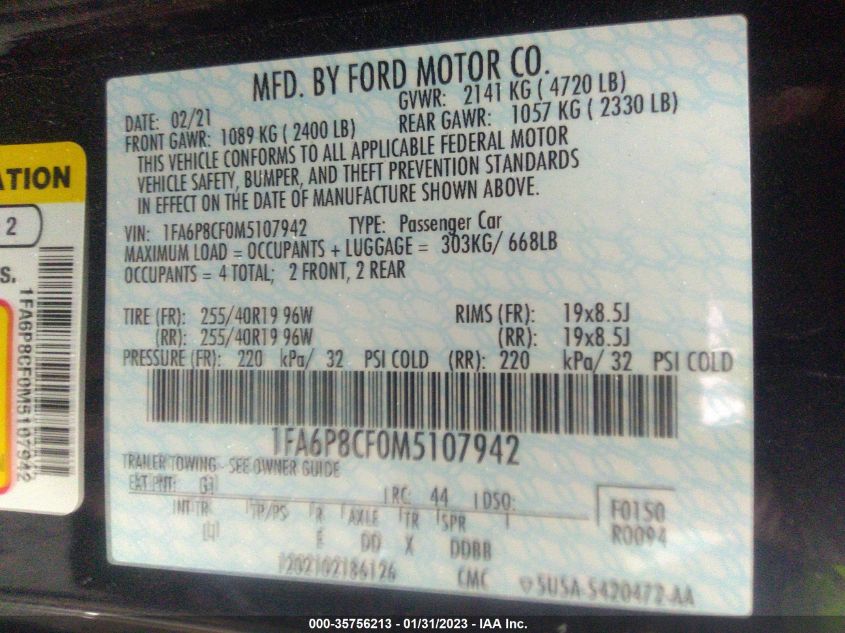 MFD. BY FORD MOTOR CO.
DATE: 02/21 GVWR: 2141 KG ( 4720 LB)
FRONT GAWR: 1089 KG ( 2400 LB) REAR GAWR: 1057 KG ( 2330 LB)
THIS VEHICLE CONFORMS TO ALL APPLICABLE FEDERAL MOTOR
VEHICLE SAFETY, BUMPER, AND THEFT PREVENTION STANDARDS
IN EFFECT ON THE DATE OF MANUFACTURE SHOWN ABOVE.
VIN: 1FA6P8CF0M5107942 TYPE: Passenger Car
MAXIMUM LOAD = OCCUPANTS + LUGGAGE = 303KG/ 668LB
OCCUPANTS = 4 TOTAL; 2 FRONT, 2 REAR
TIRE (FR): 255/40R19 96W RIMS (FR): 19x8.5J
(RR): 255/40R19 96W (RR): 19x8.5J
PRESSURE (FR): 220 kPa/ 32 PSI COLD (RR): 220 kPa/ 32 PSI COLD
1FA6P8CF0M5107942
TRAILER TOWING - SEE OWNER GUIDE
EXT PNT: G1 RC: 44 DSO:
F0150
R0094
INT TR TP/PS R AXLE TR SPR
E DD X DDBB
1202102186126 CMC 5USA-S420472-AA
ATION
2
S.
1FA6P8CF0M5107942
000-35756213 - 01/31/2023 - IAA Inc.